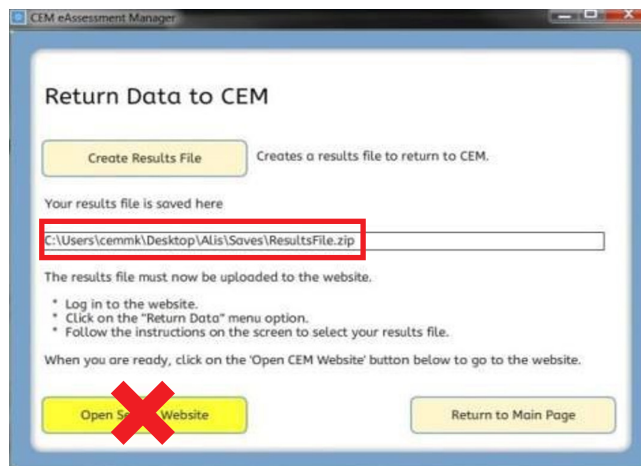 CEM eAssessment Manager
Return Data to CEM
Create Results File
Creates a results file to return to CEM.
Your results file is saved here
C:\Users\cemmk\Desktop\Alis\Saves\ResultsFile.zip
The results file must now be uploaded to the website.
* Log in to the website.
* Click on the "Return Data" menu option.
* Follow the instructions on the screen to select your results file.
When you are ready, click on the 'Open CEM Website' button below to go to the website.
Open Website
Return to Main Page